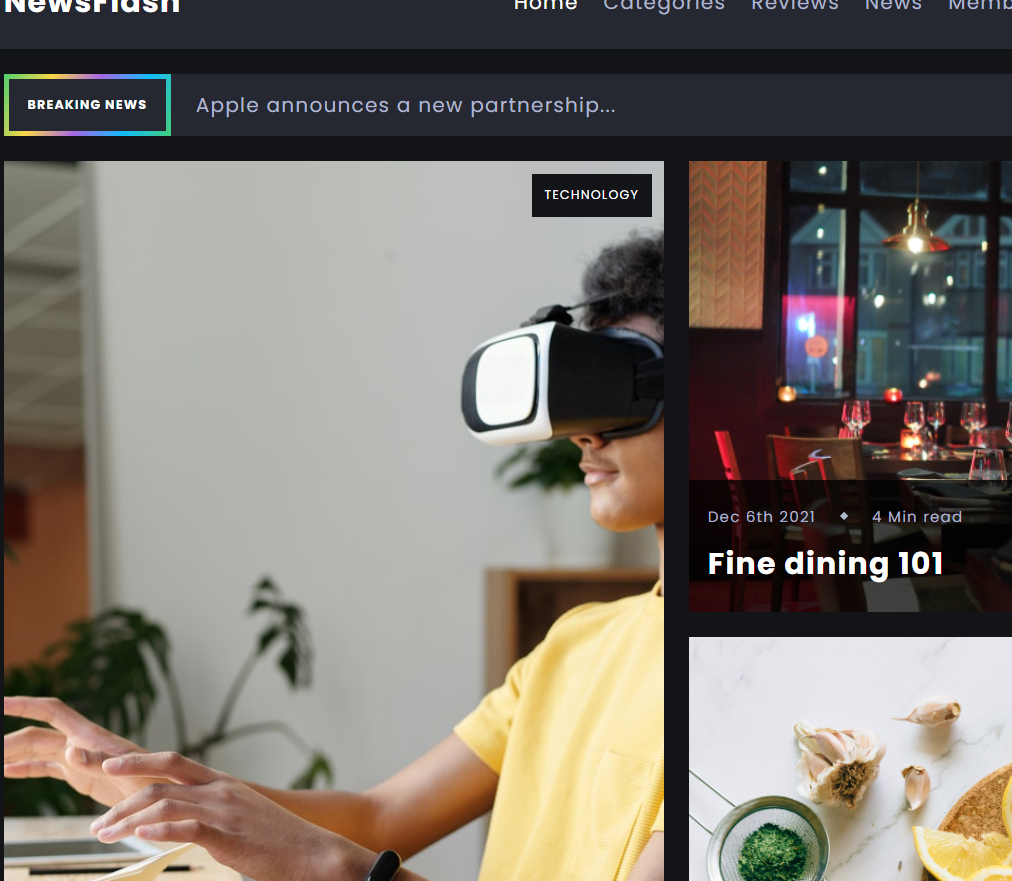 NewsFlash
Home Categories Reviews News
BREAKING NEWS
Apple announces a new partnership...
TECHNOLOGY
Dec 6th 2021 ◆ 4 Min read
Fine dining 101